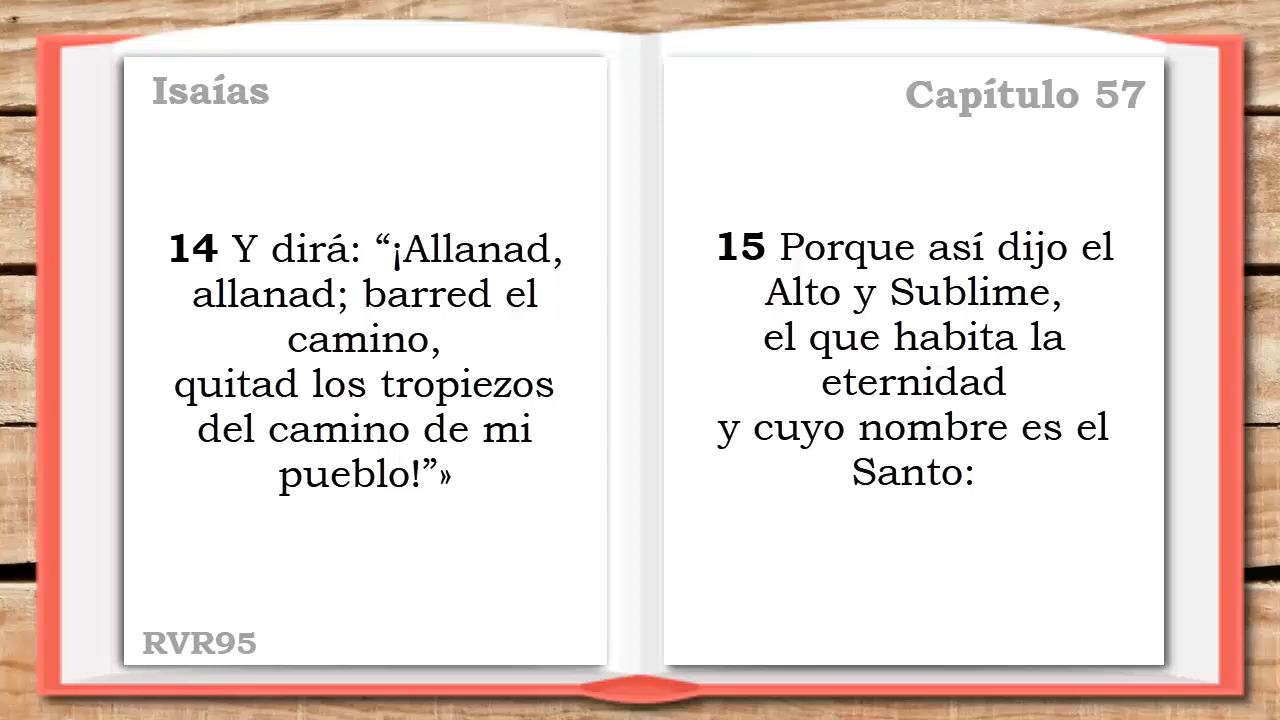 Isaías
14 Y dirá: “¡Allanad,
allanad; barred el
camino,
quitad los tropiezos
del camino de mi
pueblo!”»
RVR95
Capítulo 57
15 Porque así dijo el
Alto y Sublime,
el que habita la
eternidad
y cuyo nombre es el
Santo: